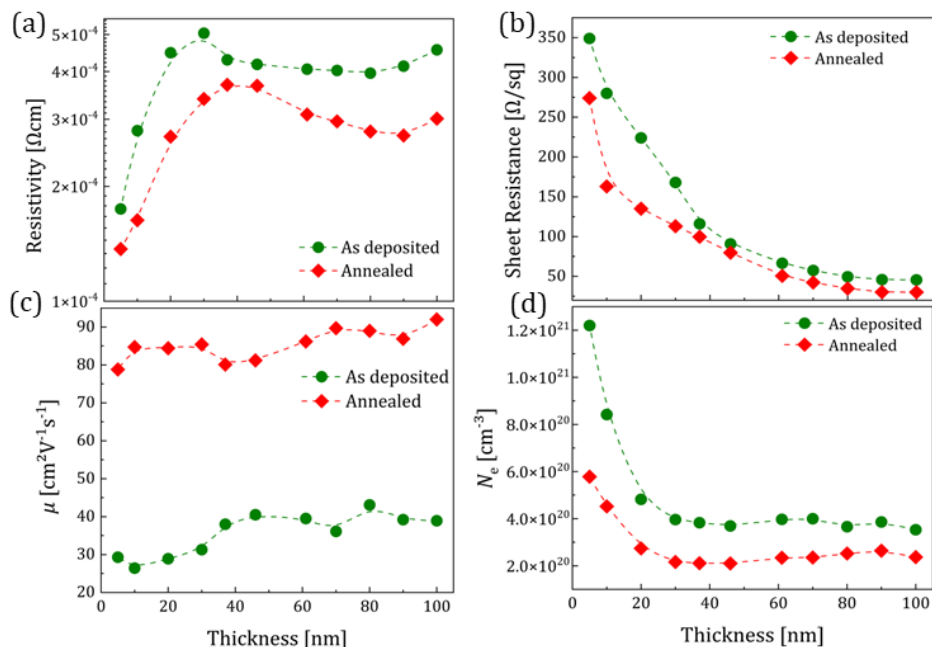 (a)
Resistivity [Ωcm]
5×10⁻⁴
4×10⁻⁴
3×10⁻⁴
2×10⁻⁴
1×10⁻⁴
As deposited
Annealed
(b)
Sheet Resistance [Ω/sq]
350
300
250
200
150
100
50
As deposited
Annealed
(c)
μ [cm²V⁻¹s⁻¹]
90
80
70
60
50
40
30
20
As deposited
Annealed
0 20 40 60 80 100
Thickness [nm]
(d)
Nₑ [cm⁻³]
1.2×10²¹
1.0×10²¹
8.0×10²⁰
6.0×10²⁰
4.0×10²⁰
2.0×10²⁰
As deposited
Annealed
0 20 40 60 80 100
Thickness [nm]